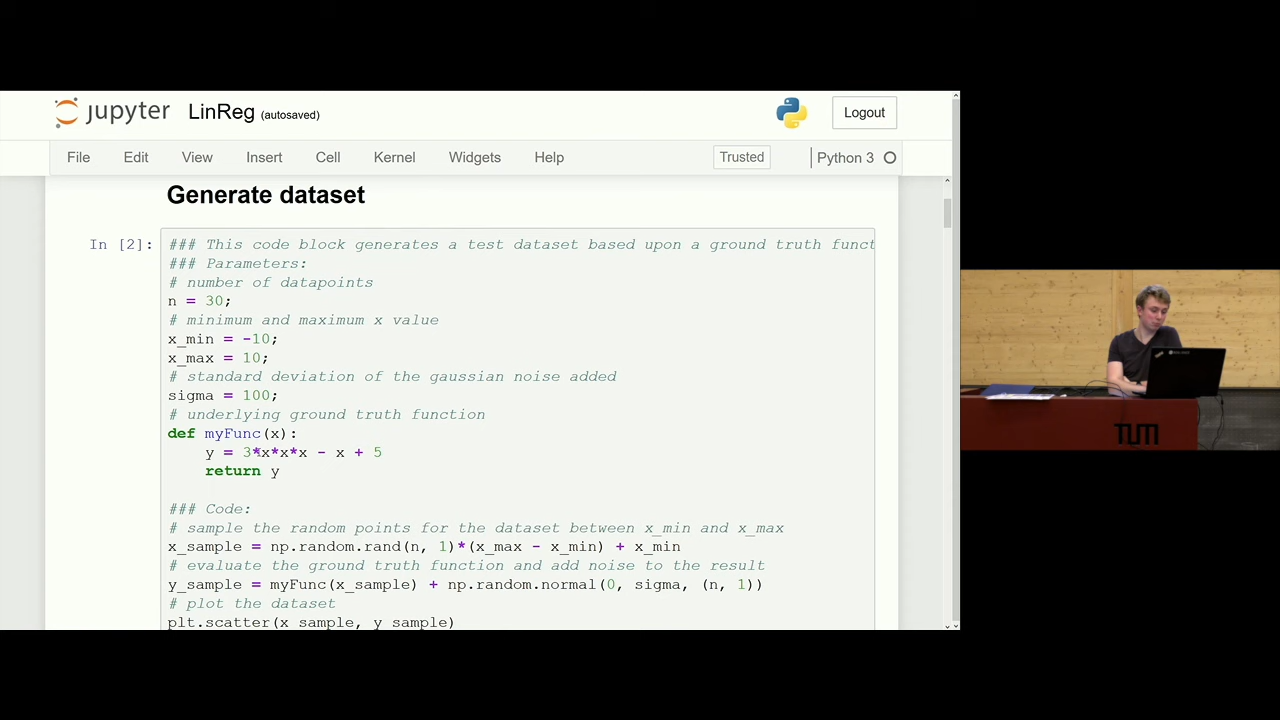 jupyter LinReg (autosaved)
Logout
File Edit View Insert Cell Kernel Widgets Help
Trusted
Python 3
Generate dataset
In [2]:
### This code block generates a test dataset based upon a ground truth funct
### Parameters:
# number of datapoints
n = 30;
# minimum and maximum x value
x_min = -10;
x_max = 10;
# standard deviation of the gaussian noise added
sigma = 100;
# underlying ground truth function
def myFunc(x):
    y = 3*x*x*x - x + 5
    return y
### Code:
# sample the random points for the dataset between x_min and x_max
x_sample = np.random.rand(n, 1)*(x_max - x_min) + x_min
# evaluate the ground truth function and add noise to the result
y_sample = myFunc(x_sample) + np.random.normal(0, sigma, (n, 1))
# plot the dataset
plt.scatter(x_sample, y_sample)
TUM